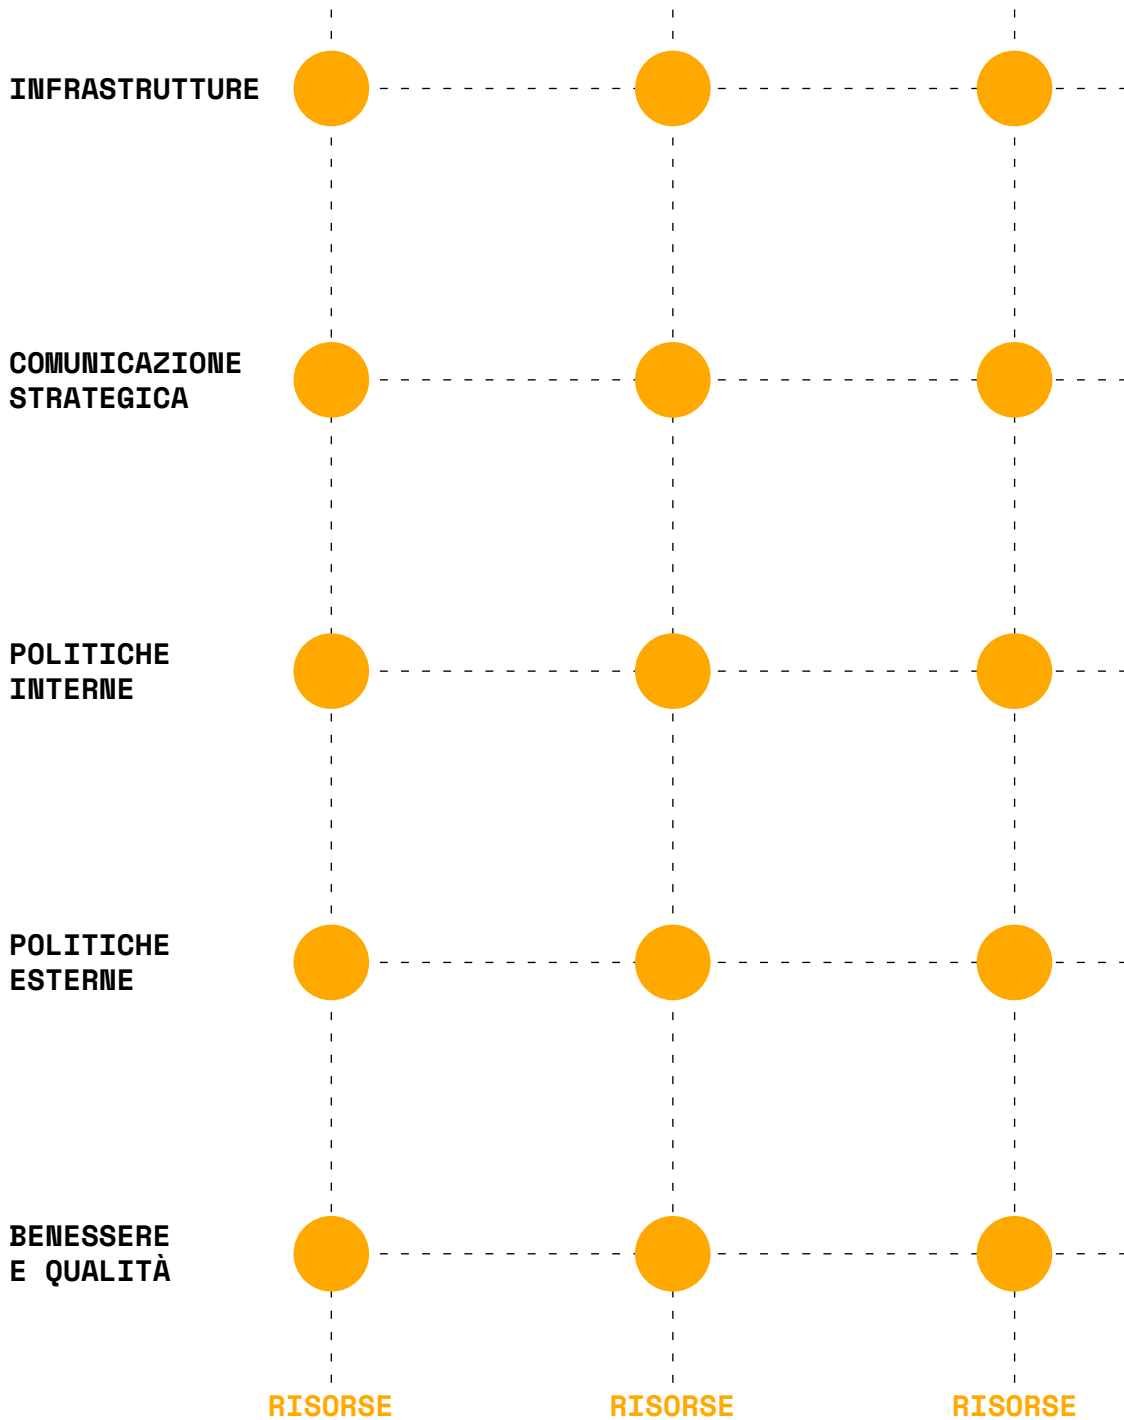 INFRASTRUTTURE
COMUNICAZIONE
STRATEGICA
POLITICHE
INTERNE
POLITICHE
ESTERNE
BENESSERE
E QUALITÀ
RISORSE RISORSE RISORSE